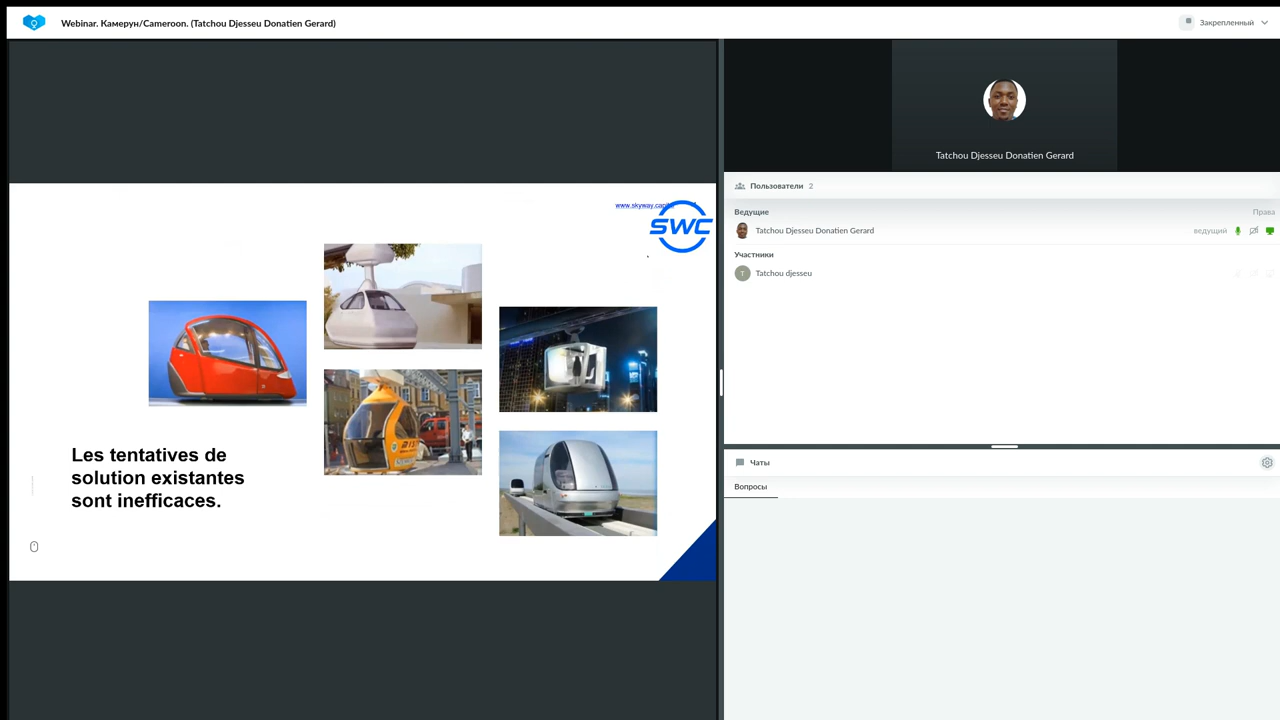 Webinar. Камерун/Cameroon. (Tatchou Djesseu Donatien Gerard)
Закрепленный
www.skyway.capital
SWC
Les tentatives de
solution existantes
sont inefficaces.
Tatchou Djesseu Donatien Gerard
Пользователи 2
Ведущие
Права
Tatchou Djesseu Donatien Gerard
ведущий
Участники
T
Tatchou djesseu
Чаты
Вопросы